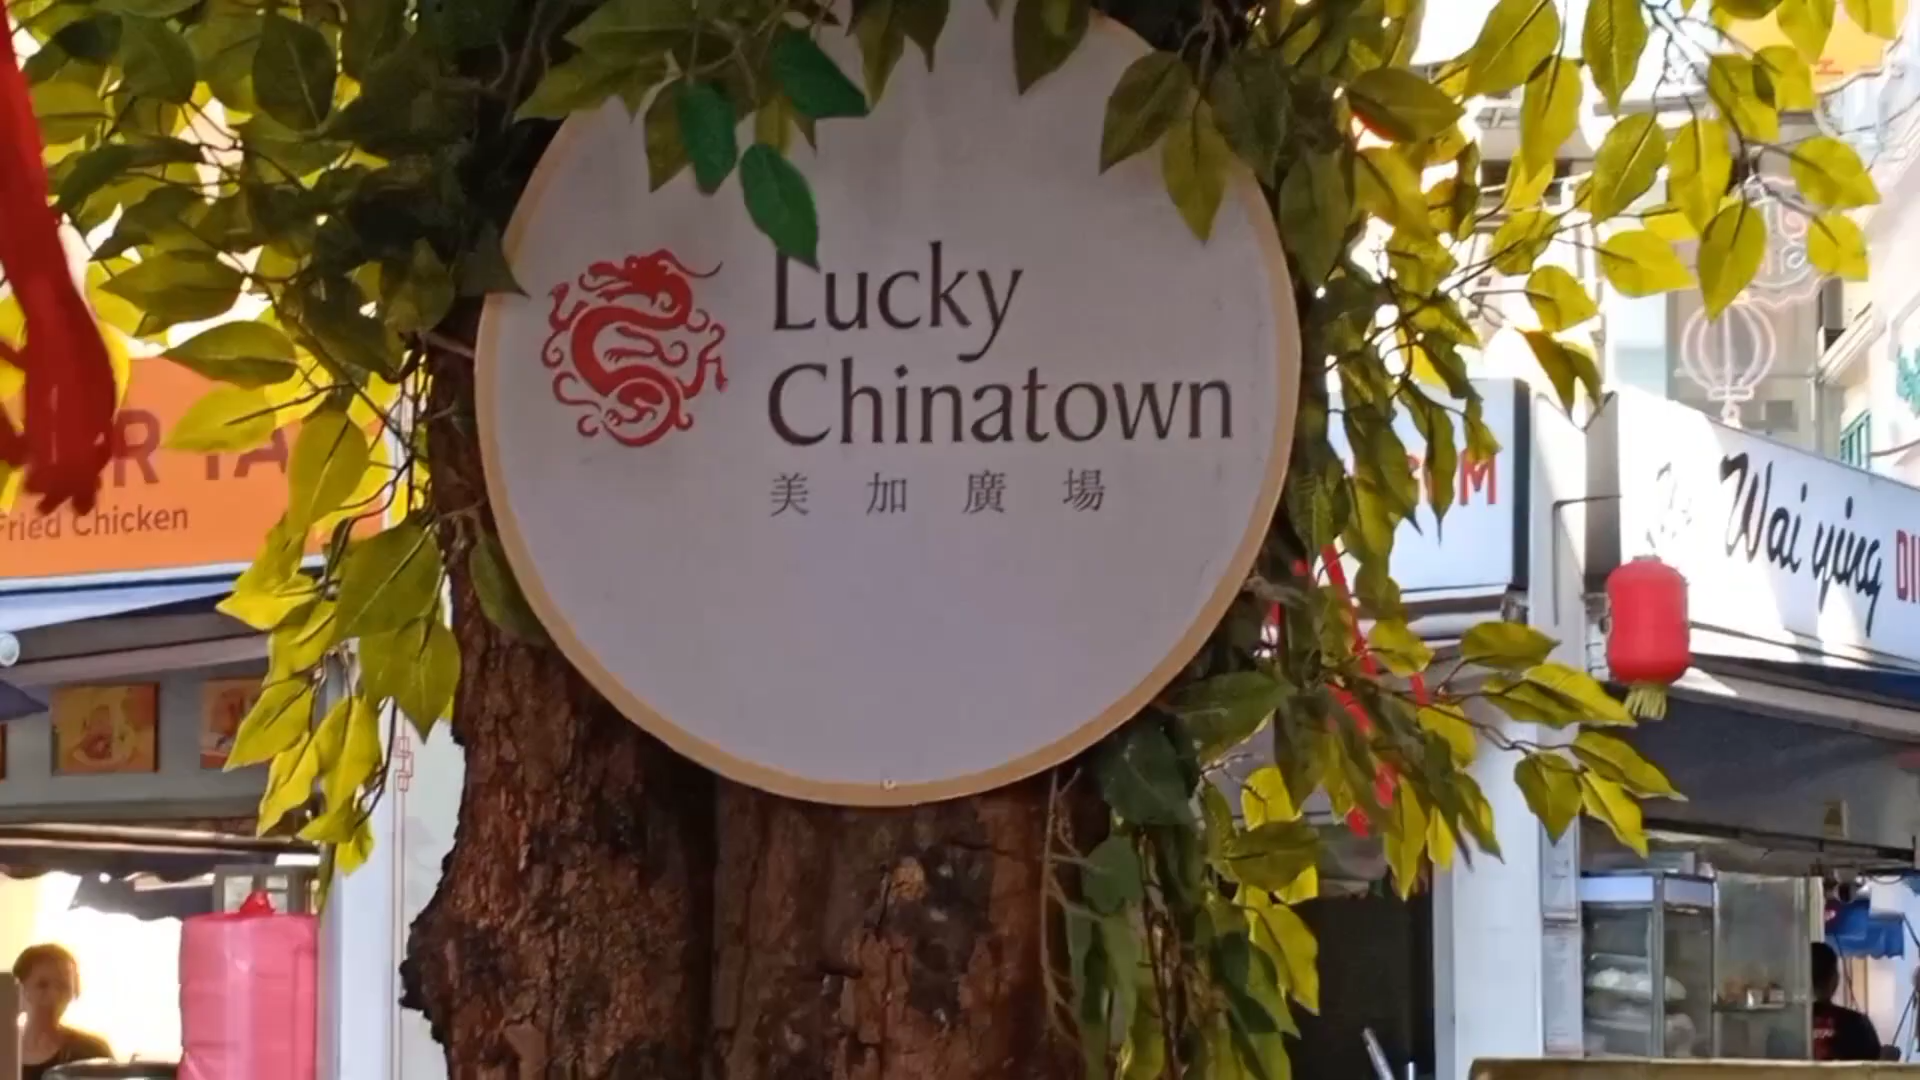 Lucky
Chinatown
美加廣場
Fried Chicken
Wai ying